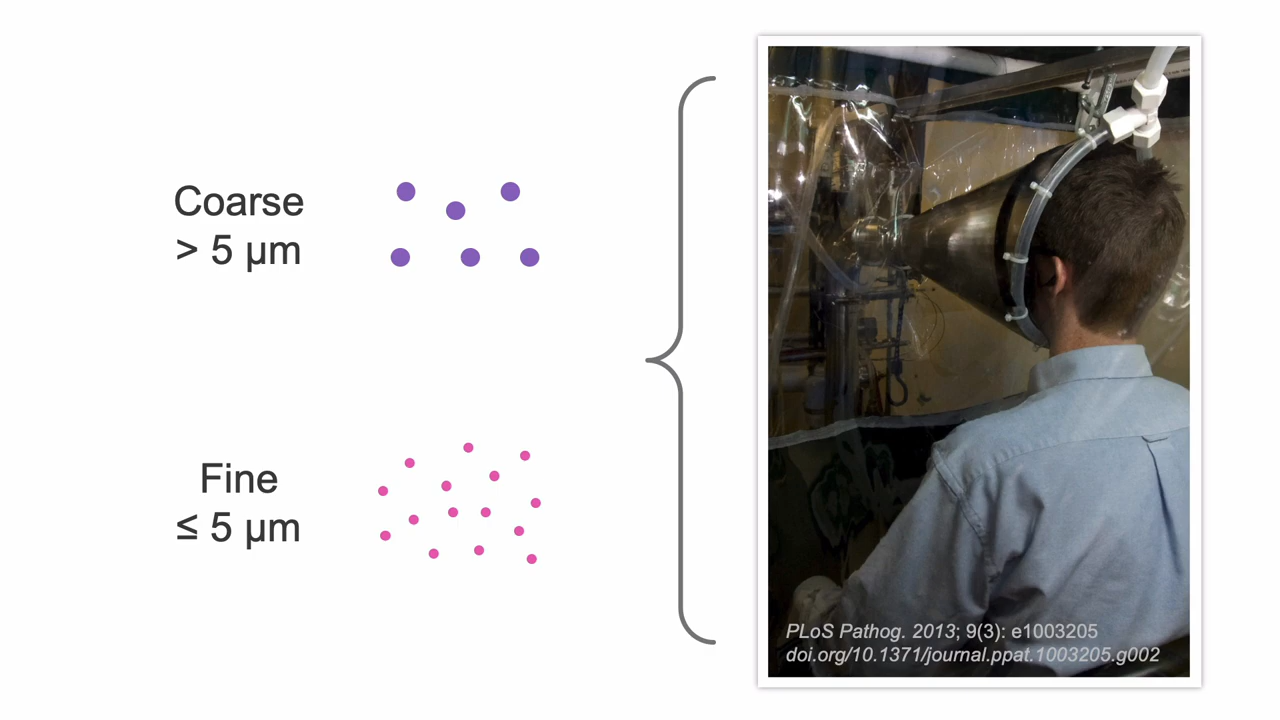 Coarse
> 5 µm
Fine
≤ 5 µm
PLoS Pathog. 2013; 9(3): e1003205
doi.org/10.1371/journal.ppat.1003205.g002